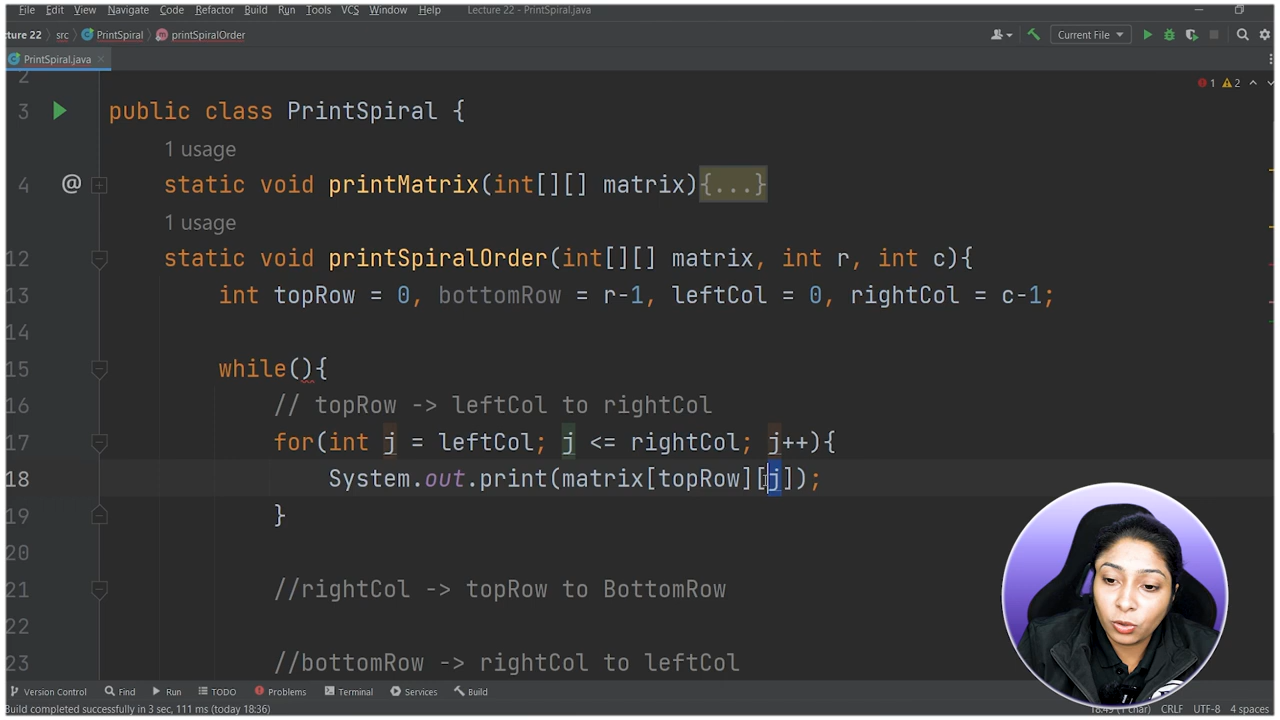 File Edit View Navigate Code Refactor Build Run Tools VCS Window Help Lecture 22 - PrintSpiral.java
cture 22 src PrintSpiral printSpiralOrder Current File
PrintSpiral.java
2
1 2
3 public class PrintSpiral {
1 usage
4 @ static void printMatrix(int[][] matrix){...}
1 usage
12 static void printSpiralOrder(int[][] matrix, int r, int c){
13 int topRow = 0, bottomRow = r-1, leftCol = 0, rightCol = c-1;
14
15 while(){
16 // topRow -> leftCol to rightCol
17 for(int j = leftCol; j <= rightCol; j++){
18 System.out.print(matrix[topRow][j]);
19 }
20
21 //rightCol -> topRow to BottomRow
22
23 //bottomRow -> rightCol to leftCol
Version Control Find Run TODO Problems Terminal Services Build
Build completed successfully in 3 sec, 111 ms (today 18:36) CRLF UTF-8 4 spaces